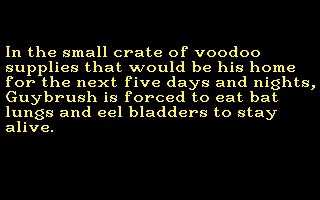 In the small crate of voodoo
supplies that would be his home
for the next five days and nights,
Guybrush is forced to eat bat
lungs and eel bladders to stay
alive.